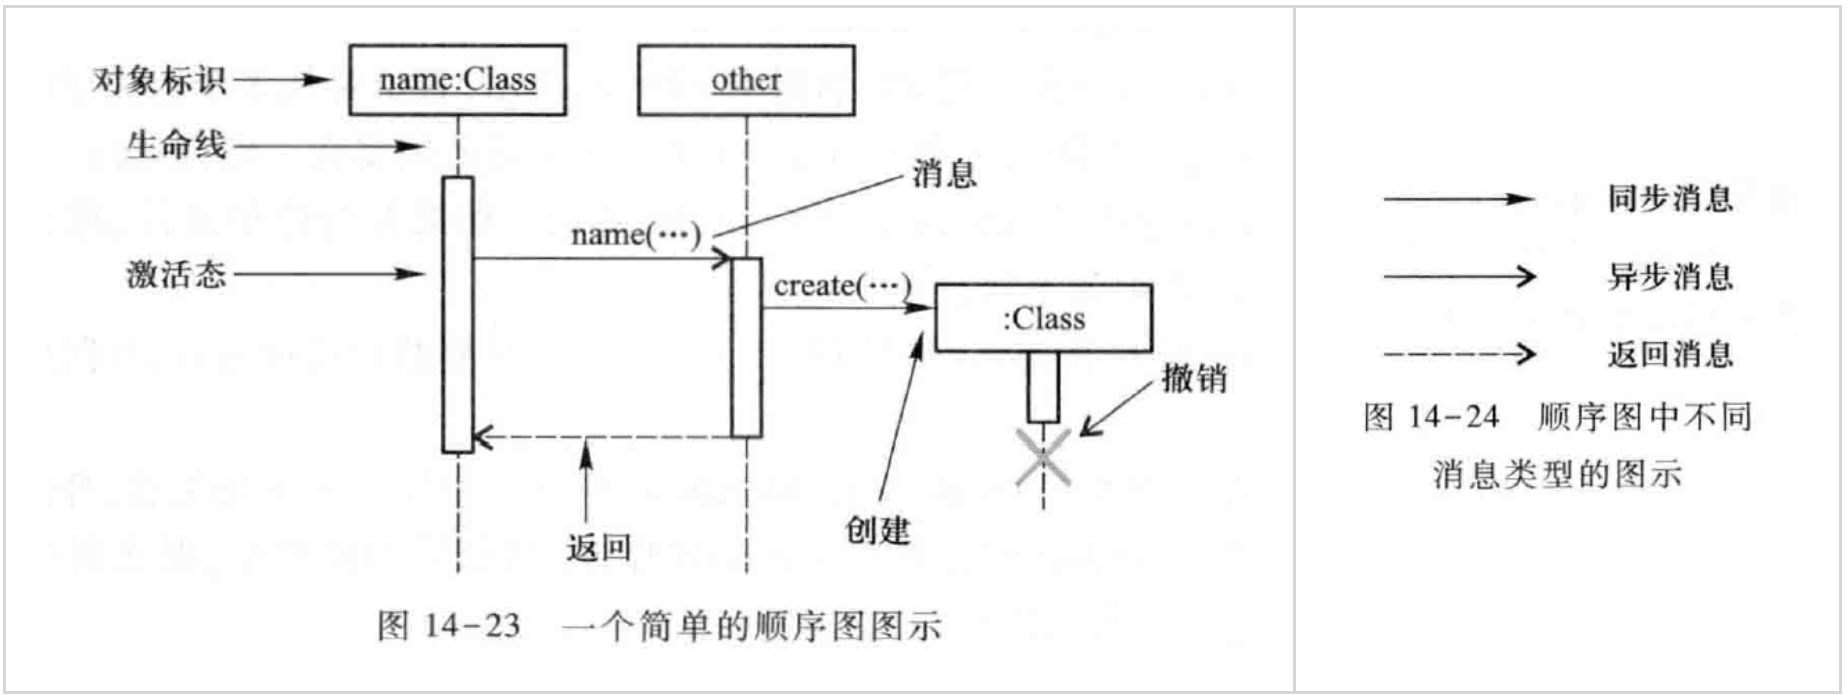 对象标识
name:Class
other
生命线
消息
name(…)
激活态
create(…)
:Class
撤销
创建
返回
图 14-23 一个简单的顺序图图示
同步消息
异步消息
返回消息
图 14-24 顺序图中不同
消息类型的图示